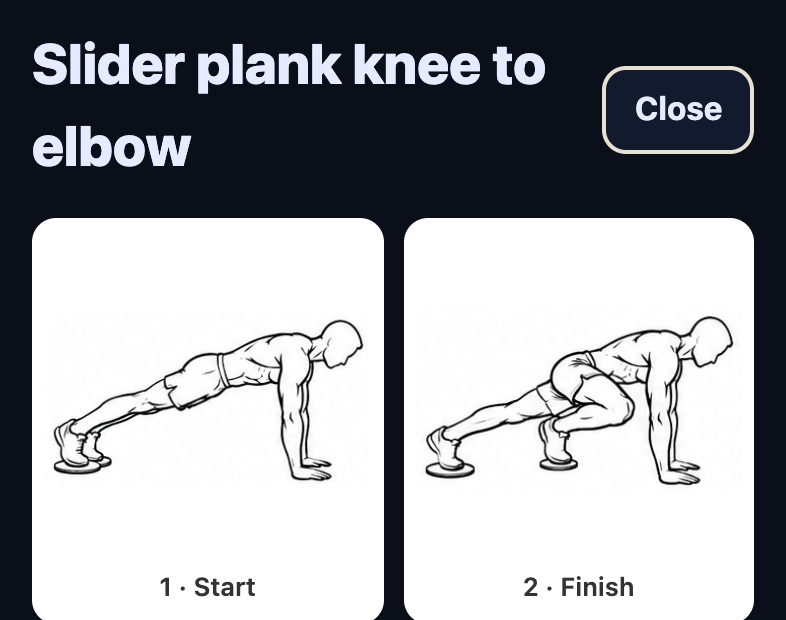 Slider plank knee to
elbow
Close
1 · Start
2 · Finish